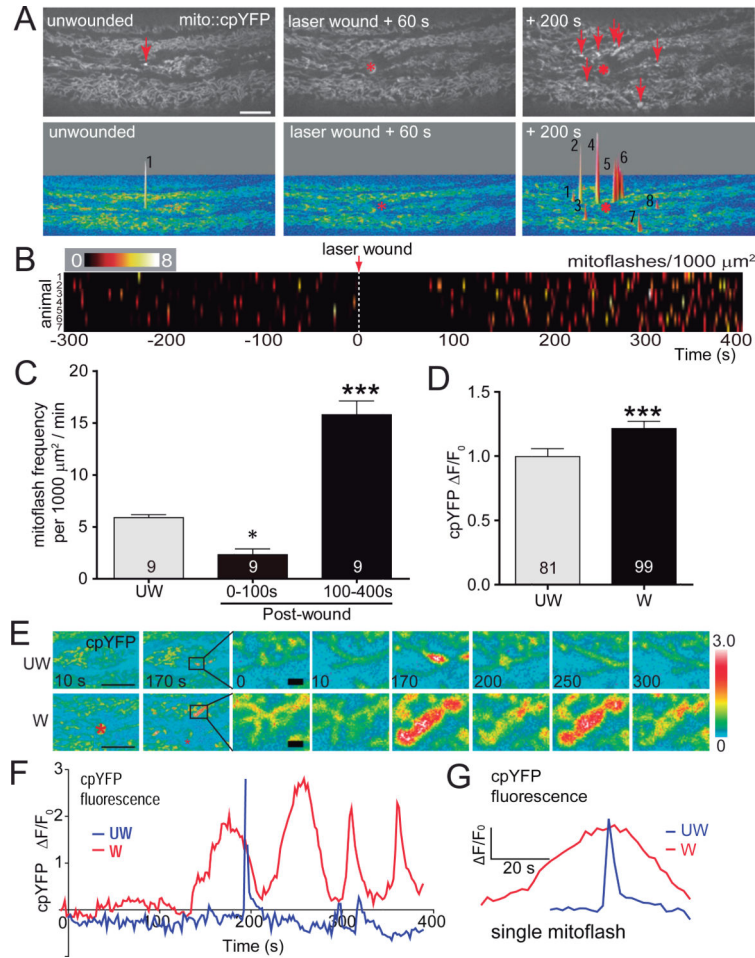 A
unwounded mito::cpYFP
laser wound + 60 s
+ 200 s
unwounded
laser wound + 60 s
+ 200 s
1
1 2 3 4 5 6 7 8
B
laser wound
0 8
mitoflashes/1000 μm²
animal
1
2
3
4
5
6
7
-300 -200 -100 0 100 200 300 400
Time (s)
C
mitoflash frequency
per 1000 μm² / min
20
15
10
5
0
*
***
9 9 9
UW 0-100s 100-400s
Post-wound
D
cpYFP ΔF/F₀
1.5
1.0
0.5
0.0
***
81 99
UW W
E
cpYFP
UW
10 s 170 s 0 10 170 200 250 300
W
3.0
0
F
cpYFP
fluorescence
UW
W
cpYFP ΔF/F₀
3
2
1
0 100 200 300 400
Time (s)
G
cpYFP
fluorescence
ΔF/F₀
20 s
UW
W
single mitoflash